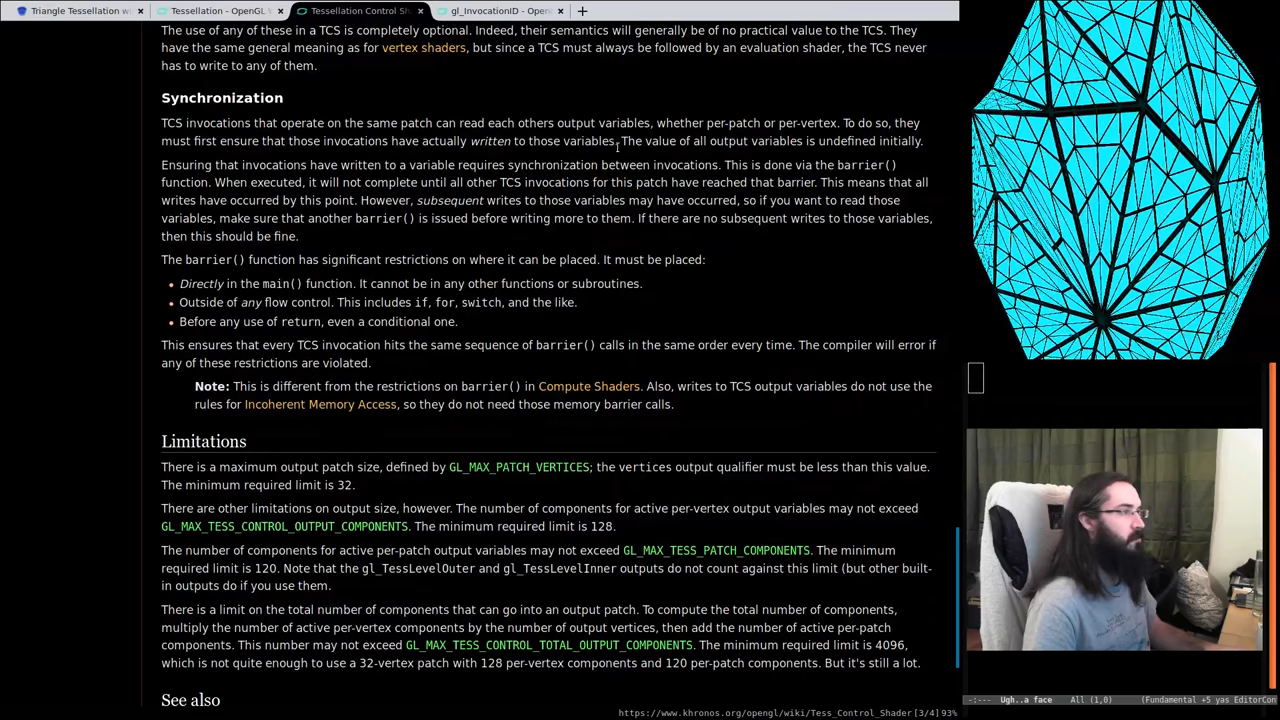 Triangle Tessellation w
Tessellation - OpenGL
Tessellation Control Sh
gl_InvocationID - Open
The use of any of these in a TCS is completely optional. Indeed, their semantics will generally be of no practical value to the TCS. They
have the same general meaning as for vertex shaders, but since a TCS must always be followed by an evaluation shader, the TCS never
has to write to any of them.
Synchronization
TCS invocations that operate on the same patch can read each others output variables, whether per-patch or per-vertex. To do so, they
must first ensure that those invocations have actually written to those variables. The value of all output variables is undefined initially.
Ensuring that invocations have written to a variable requires synchronization between invocations. This is done via the barrier()
function. When executed, it will not complete until all other TCS invocations for this patch have reached that barrier. This means that all
writes have occurred by this point. However, subsequent writes to those variables may have occurred, so if you want to read those
variables, make sure that another barrier() is issued before writing more to them. If there are no subsequent writes to those variables,
then this should be fine.
The barrier() function has significant restrictions on where it can be placed. It must be placed:
• Directly in the main() function. It cannot be in any other functions or subroutines.
• Outside of any flow control. This includes if, for, switch, and the like.
• Before any use of return, even a conditional one.
This ensures that every TCS invocation hits the same sequence of barrier() calls in the same order every time. The compiler will error if
any of these restrictions are violated.
Note: This is different from the restrictions on barrier() in Compute Shaders. Also, writes to TCS output variables do not use the
rules for Incoherent Memory Access, so they do not need those memory barrier calls.
Limitations
There is a maximum output patch size, defined by GL_MAX_PATCH_VERTICES; the vertices output qualifier must be less than this value.
The minimum required limit is 32.
There are other limitations on output size, however. The number of components for active per-vertex output variables may not exceed
GL_MAX_TESS_CONTROL_OUTPUT_COMPONENTS. The minimum required limit is 128.
The number of components for active per-patch output variables may not exceed GL_MAX_TESS_PATCH_COMPONENTS. The minimum
required limit is 120. Note that the gl_TessLevelOuter and gl_TessLevelInner outputs do not count against this limit (but other built-
in outputs do if you use them.
There is a limit on the total number of components that can go into an output patch. To compute the total number of components,
multiply the number of active per-vertex components by the number of output vertices, then add the number of active per-patch
components. This number may not exceed GL_MAX_TESS_CONTROL_TOTAL_OUTPUT_COMPONENTS. The minimum required limit is 4096,
which is not quite enough to use a 32-vertex patch with 128 per-vertex components and 120 per-patch components. But it's still a lot.
See also
https://www.khronos.org/opengl/wiki/Tess_Control_Shader [3/4] 93%
-:--- Ugh..a face All (1,0) (Fundamental +5 yas EditorCon